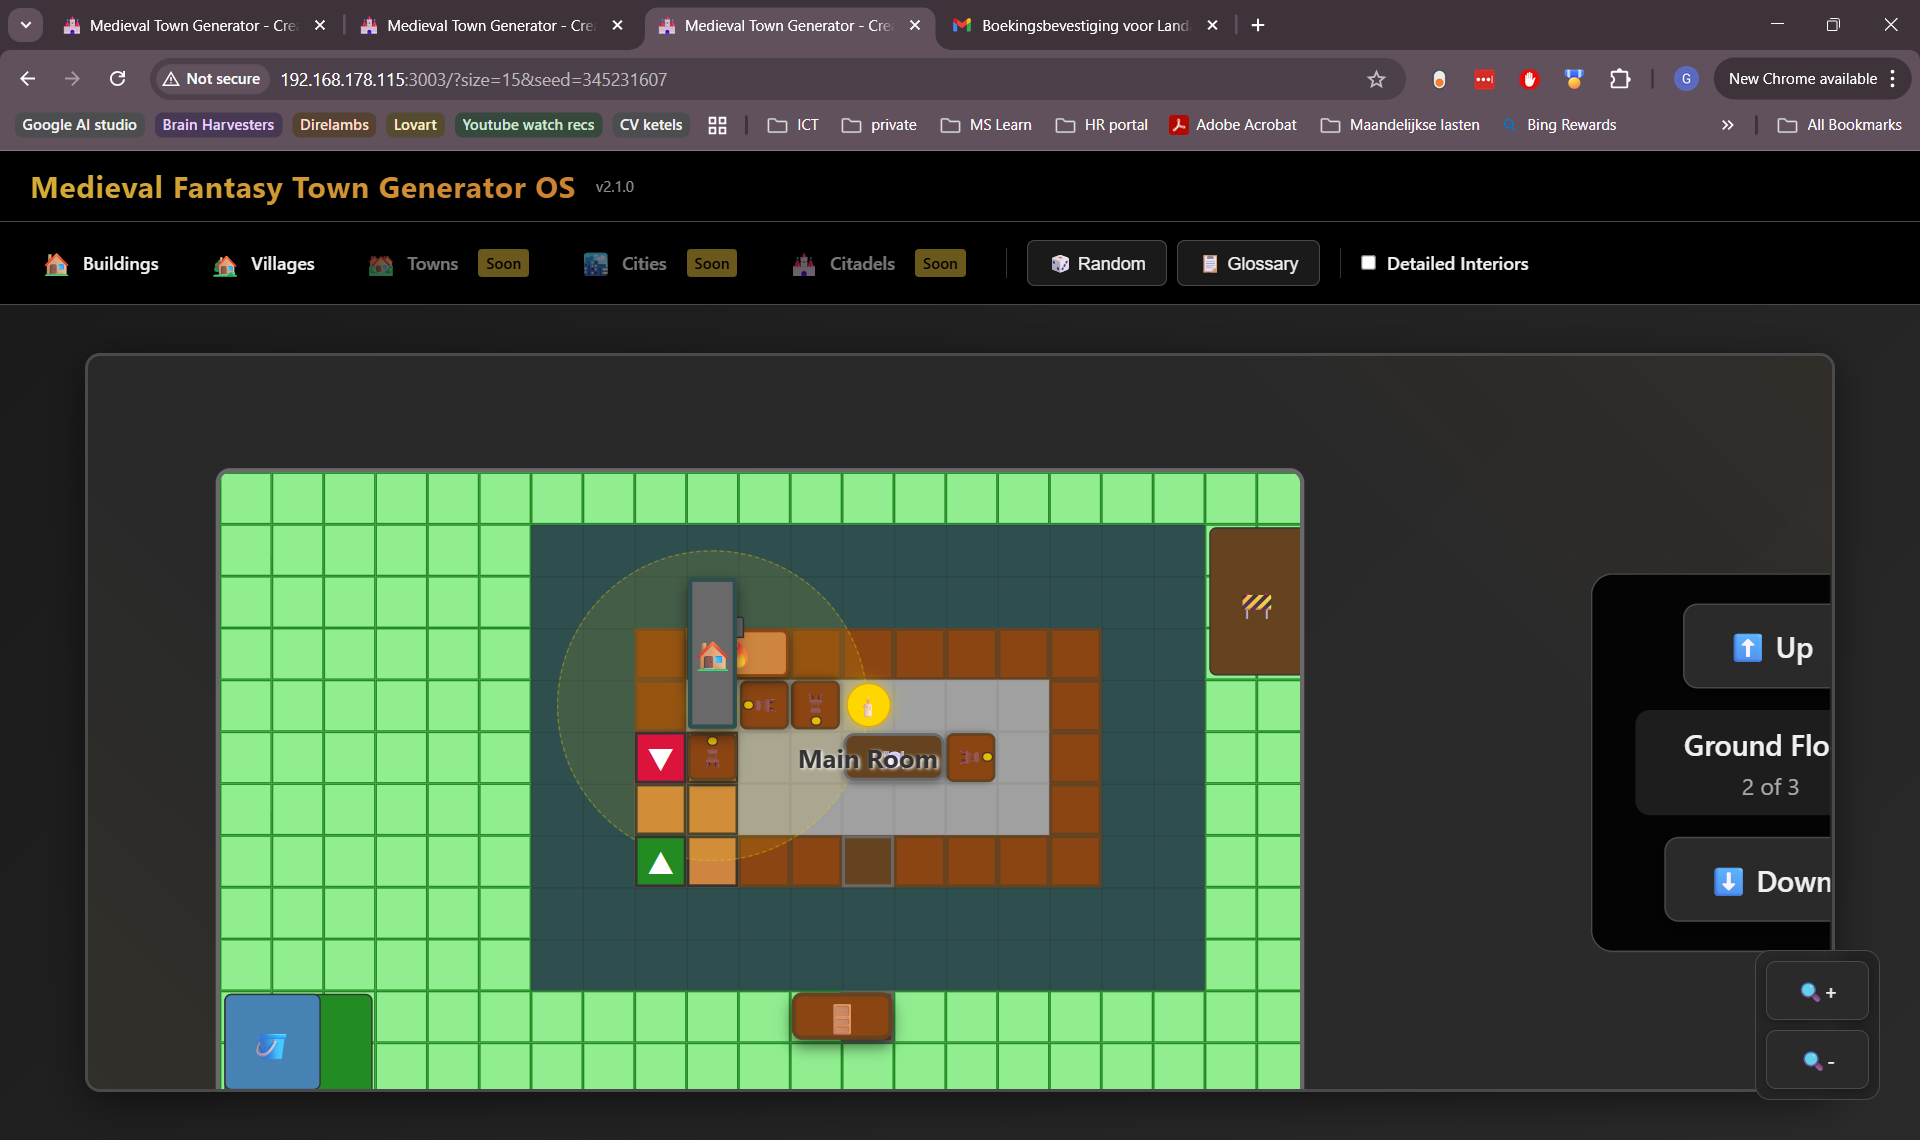 Medieval Town Generator - Cre
Medieval Town Generator - Cre
Medieval Town Generator - Cre
Boekingsbevestiging voor Land
Not secure
192.168.178.115:3003/?size=15&seed=345231607
G
New Chrome available
Google AI studio
Brain Harvesters
Direlambs
Lovart
Youtube watch recs
CV ketels
ICT
private
MS Learn
HR portal
Adobe Acrobat
Maandelijkse lasten
Bing Rewards
All Bookmarks
Medieval Fantasy Town Generator OS v2.1.0
Buildings
Villages
Towns Soon
Cities Soon
Citadels Soon
Random
Glossary
Detailed Interiors
Main Room
Up
Ground Flo
2 of 3
Down
+
-